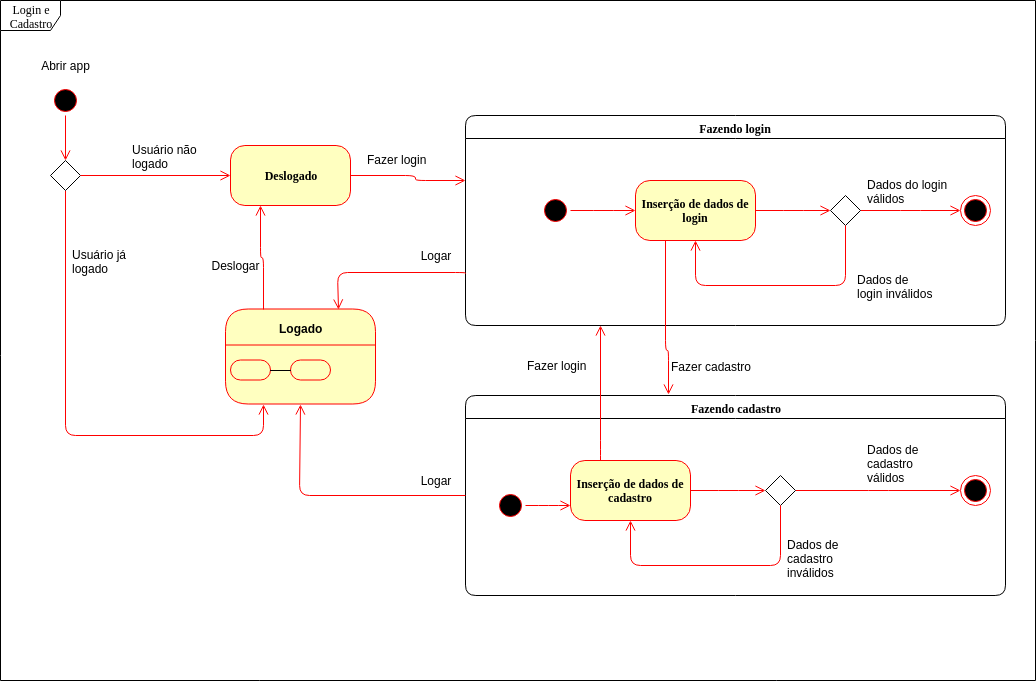 Login e
Cadastro
Abrir app
Usuário não
logado
Deslogado
Fazer login
Fazendo login
Inserção de dados de
login
Dados do login
válidos
Dados de
login inválidos
Usuário já
logado
Deslogar
Logar
Logado
Fazer login
Fazer cadastro
Fazendo cadastro
Logar
Inserção de dados de
cadastro
Dados de
cadastro
válidos
Dados de
cadastro
inválidos